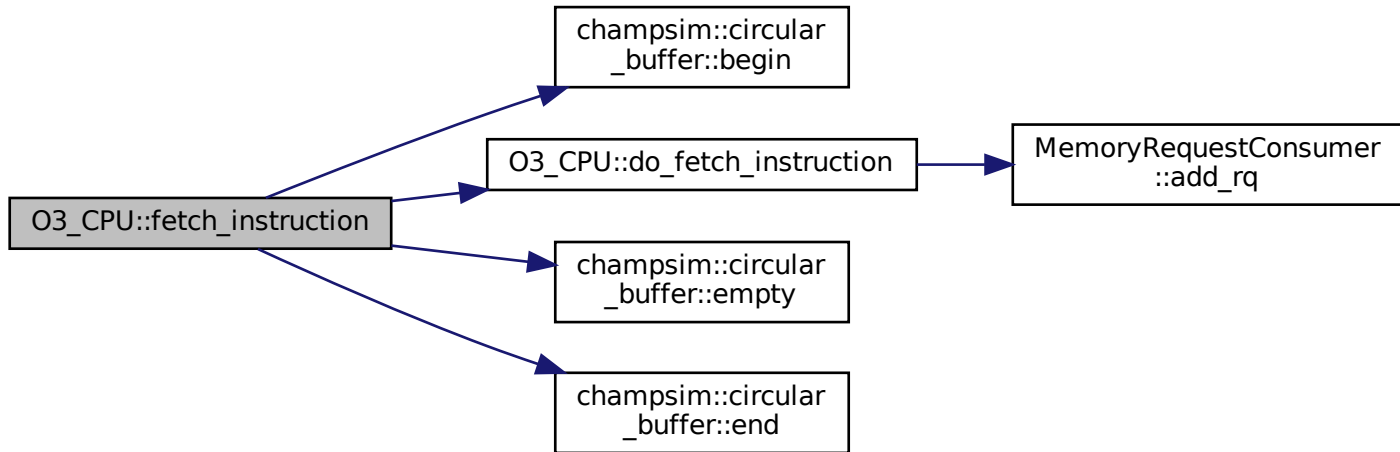 champsim::circular
_buffer::begin
O3_CPU::do_fetch_instruction
MemoryRequestConsumer
::add_rq
O3_CPU::fetch_instruction
champsim::circular
_buffer::empty
champsim::circular
_buffer::end